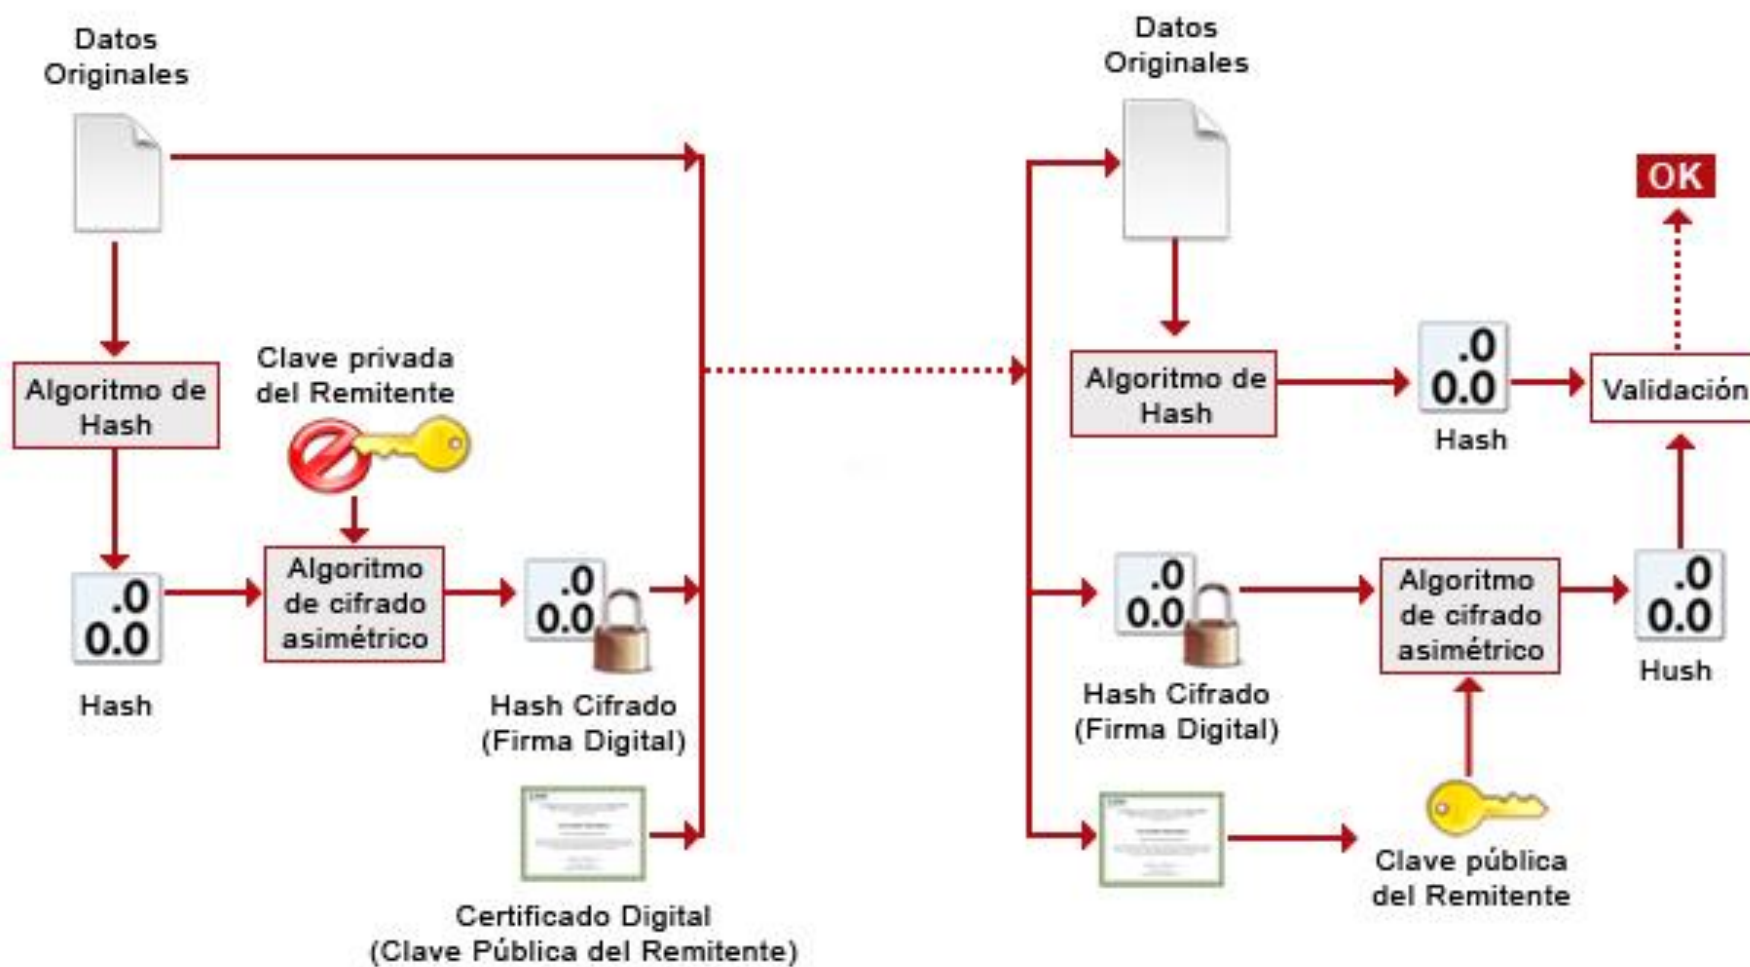 Datos
Originales
Algoritmo de
Hash
Clave privada
del Remitente
.0
0.0
Hash
Algoritmo
de cifrado
asimétrico
.0
0.0
Hash Cifrado
(Firma Digital)
Certificado Digital
(Clave Pública del Remitente)
Datos
Originales
Algoritmo de
Hash
.0
0.0
Hash
Validación
OK
.0
0.0
Hash Cifrado
(Firma Digital)
Algoritmo
de cifrado
asimétrico
.0
0.0
Hush
Clave pública
del Remitente